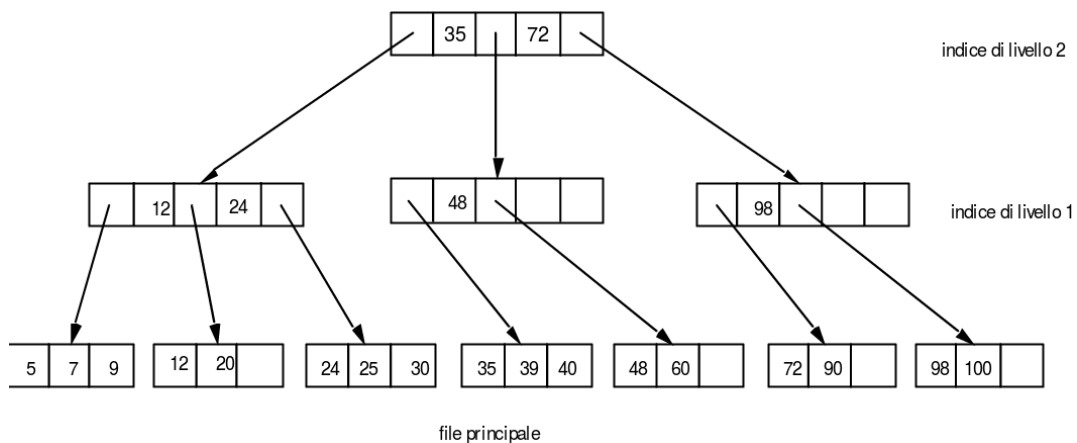 35 72
indice di livello 2
12 24 48 98
indice di livello 1
5 7 9 12 20 24 25 30 35 39 40 48 60 72 90 98 100
file principale